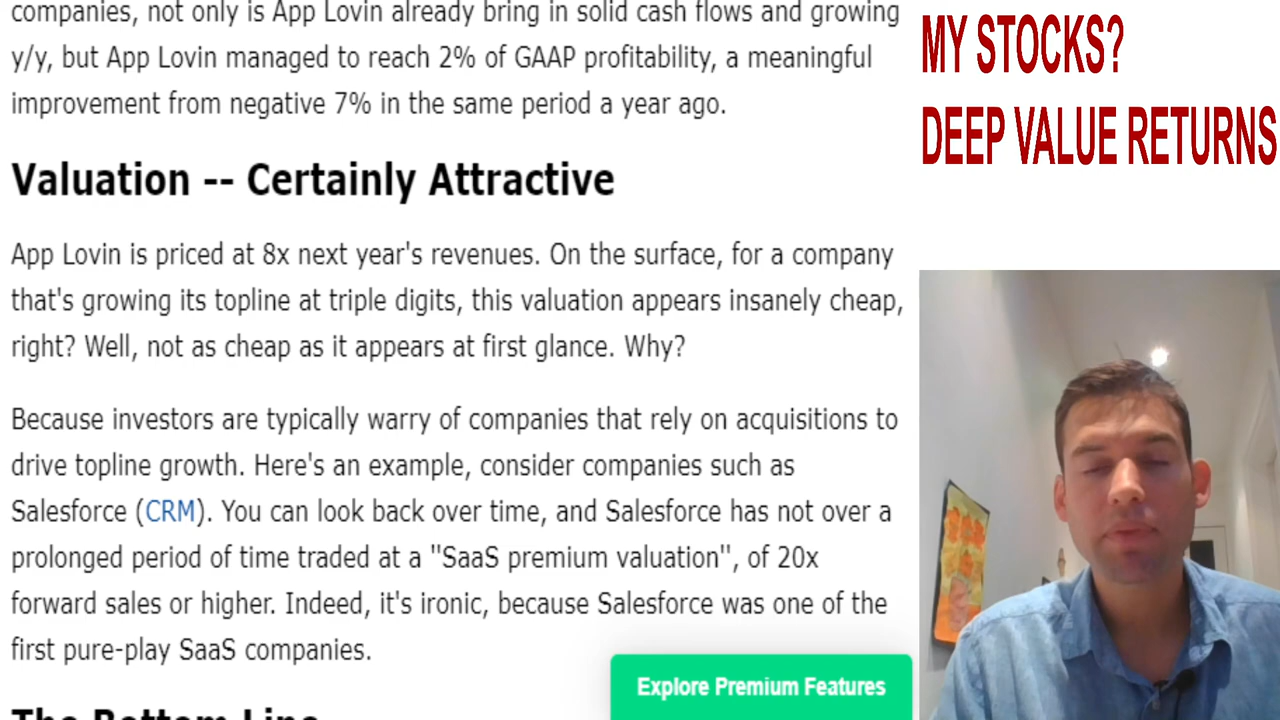 companies, not only is App Lovin already bring in solid cash flows and growing
y/y, but App Lovin managed to reach 2% of GAAP profitability, a meaningful
improvement from negative 7% in the same period a year ago.
Valuation -- Certainly Attractive
App Lovin is priced at 8x next year's revenues. On the surface, for a company
that's growing its topline at triple digits, this valuation appears insanely cheap,
right? Well, not as cheap as it appears at first glance. Why?
Because investors are typically warry of companies that rely on acquisitions to
drive topline growth. Here's an example, consider companies such as
Salesforce (CRM). You can look back over time, and Salesforce has not over a
prolonged period of time traded at a "SaaS premium valuation", of 20x
forward sales or higher. Indeed, it's ironic, because Salesforce was one of the
first pure-play SaaS companies.
The Bottom Line
Explore Premium Features
MY STOCKS?
DEEP VALUE RETURNS